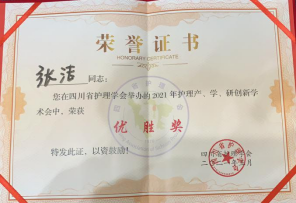 荣誉证书
HONORARY CERTIFICATE
张洁 同志：
您在四川省护理学会举办的2021年护理产、学、研创新学
术会中，荣获
优胜奖
特发此证，以资鼓励！